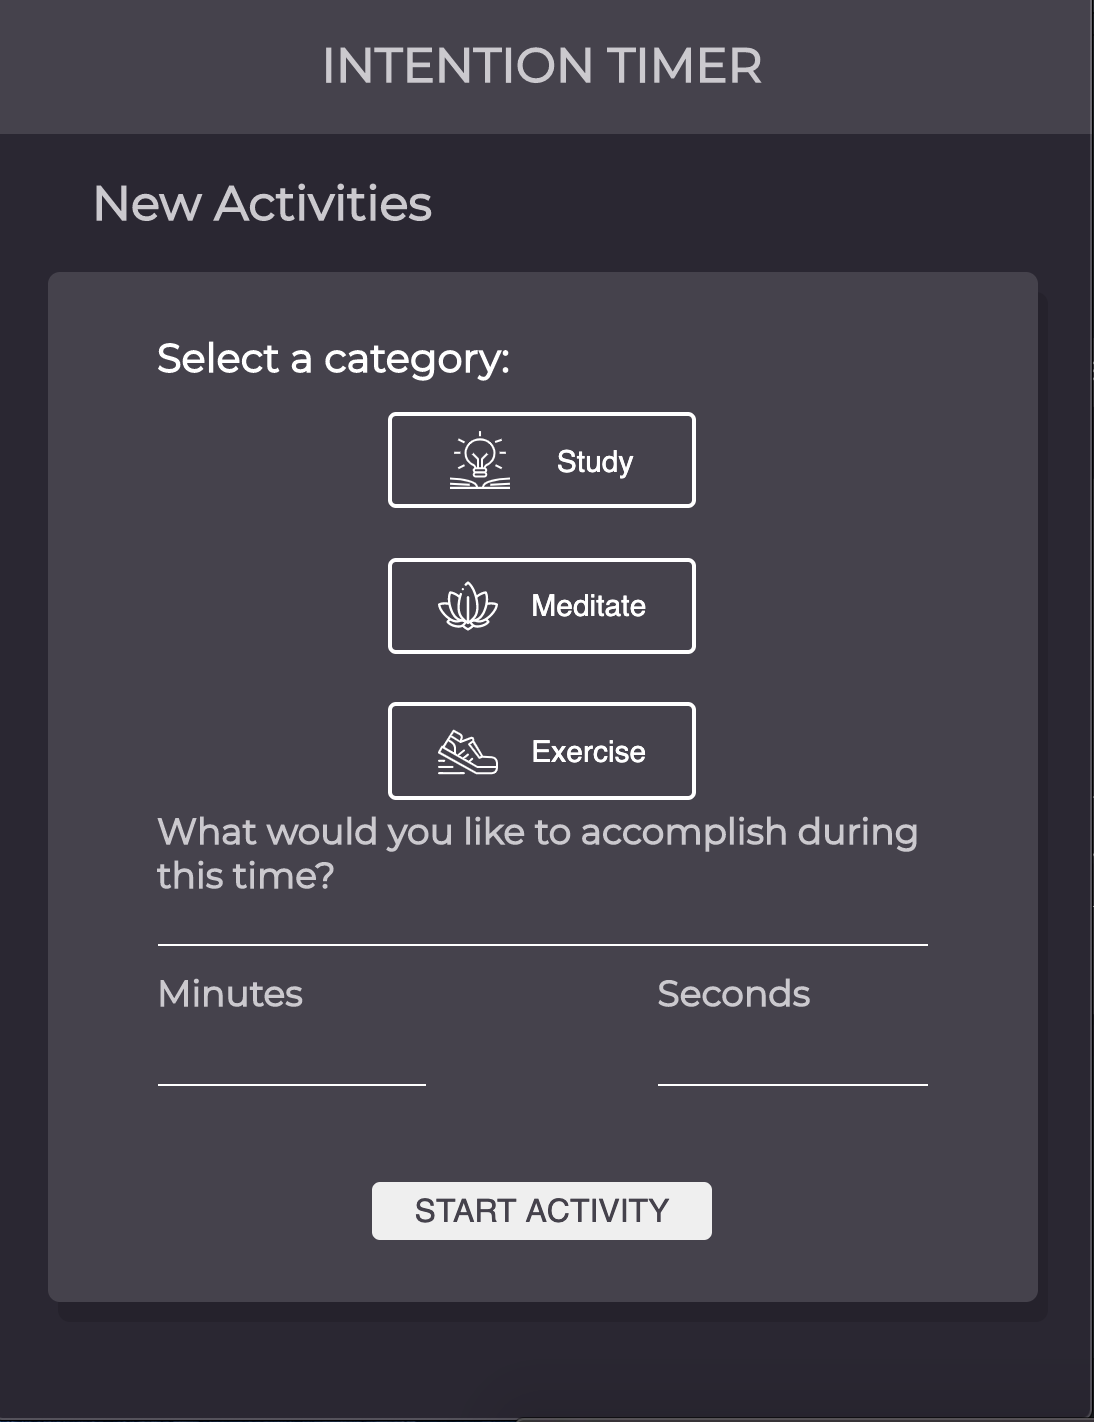 INTENTION TIMER
New Activities
Select a category:
Study
Meditate
Exercise
What would you like to accomplish during
this time?
Minutes
Seconds
START ACTIVITY